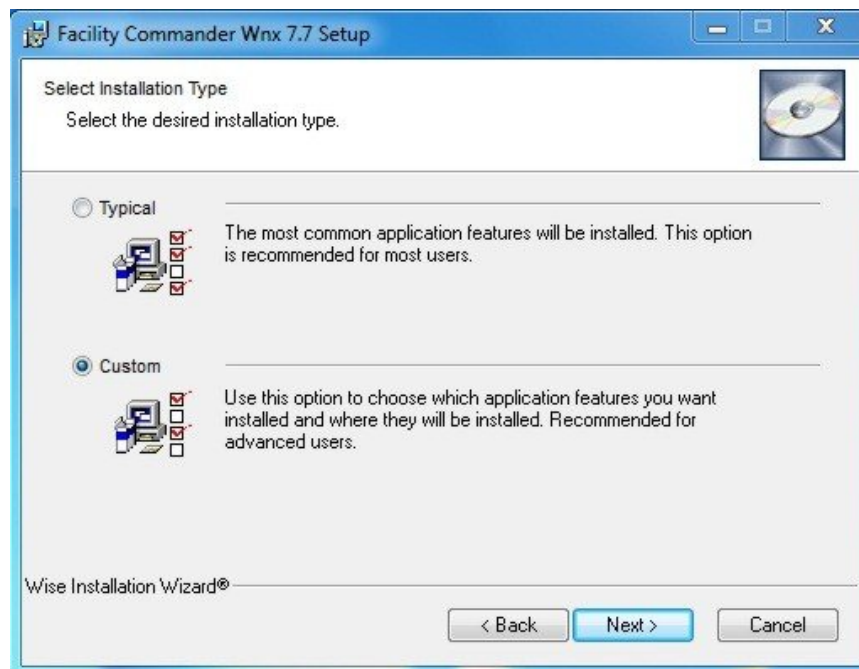 Facility Commander Wnx 7.7 Setup
Select Installation Type
Select the desired installation type.
Typical
The most common application features will be installed. This option
is recommended for most users.
Custom
Use this option to choose which application features you want
installed and where they will be installed. Recommended for
advanced users.
Wise Installation Wizard®
< Back
Next >
Cancel